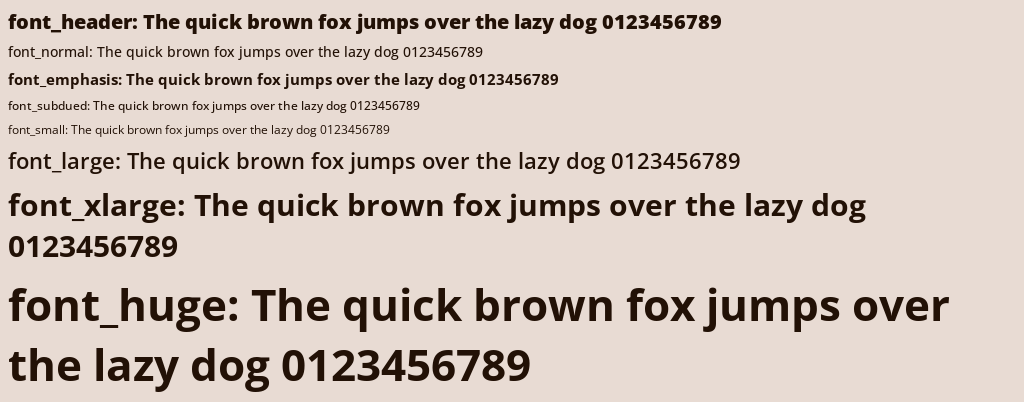 font_header: The quick brown fox jumps over the lazy dog 0123456789
font_normal: The quick brown fox jumps over the lazy dog 0123456789
font_emphasis: The quick brown fox jumps over the lazy dog 0123456789
font_subdued: The quick brown fox jumps over the lazy dog 0123456789
font_small: The quick brown fox jumps over the lazy dog 0123456789
font_large: The quick brown fox jumps over the lazy dog 0123456789
font_xlarge: The quick brown fox jumps over the lazy dog
0123456789
font_huge: The quick brown fox jumps over
the lazy dog 0123456789